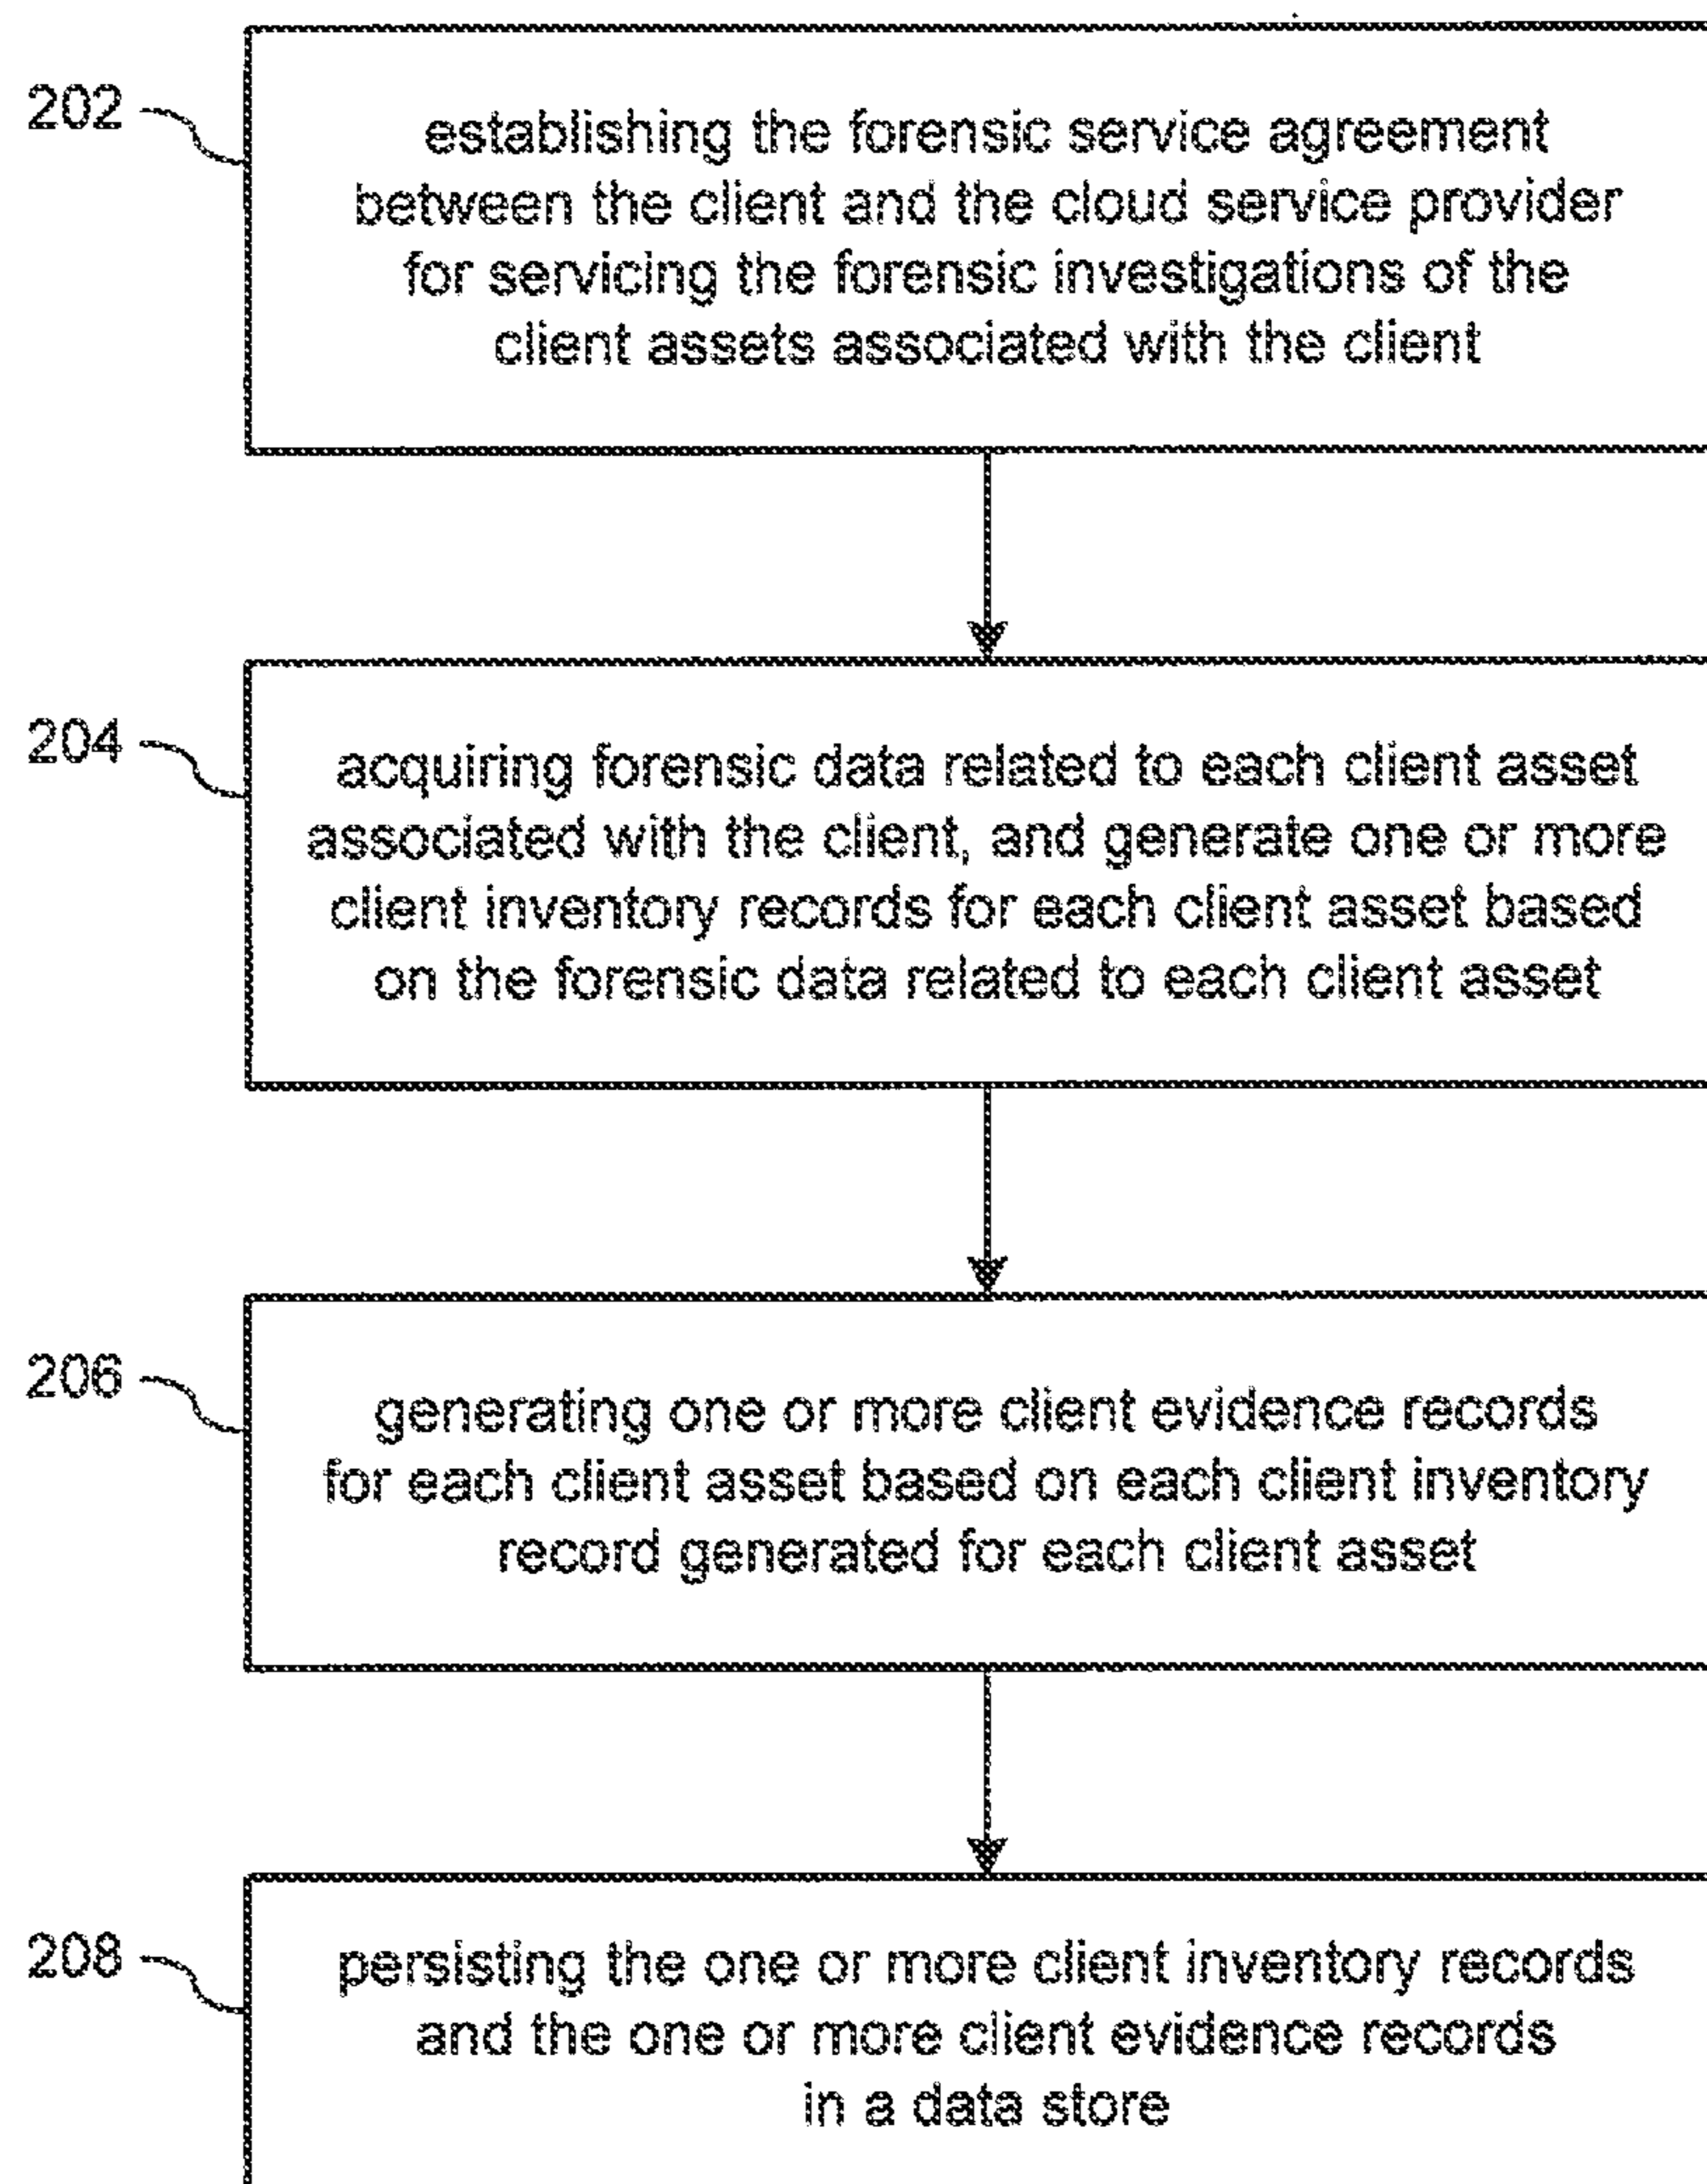 202
establishing the forensic service agreement
between the client and the cloud service provider
for servicing the forensic investigations of the
client assets associated with the client
204
acquiring forensic data related to each client asset
associated with the client, and generate one or more
client inventory records for each client asset based
on the forensic data related to each client asset
206
generating one or more client evidence records
for each client asset based on each client inventory
record generated for each client asset
208
persisting the one or more client inventory records
and the one or more client evidence records
in a data store